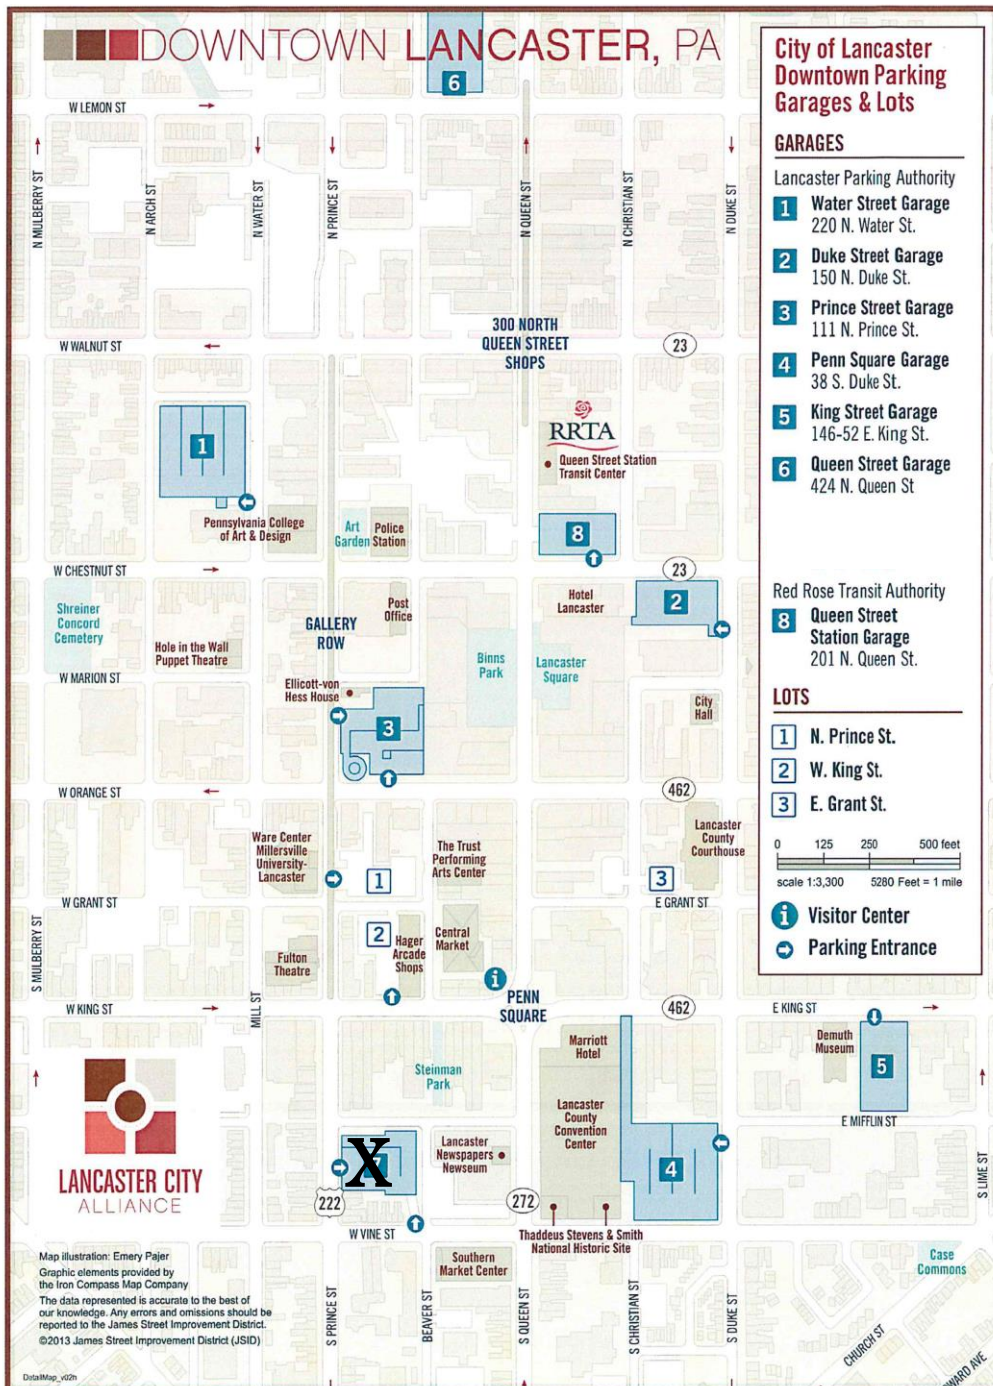 DOWNTOWN LANCASTER, PA
6
W LEMON ST
N MULBERRY ST
N ARCH ST
N WATER ST
N PRINCE ST
N QUEEN ST
N CHRISTIAN ST
N DUKE ST
300 NORTH
QUEEN STREET
SHOPS
W WALNUT ST
23
1
RRTA
Queen Street Station
Transit Center
Pennsylvania College
of Art & Design
Art
Garden
Police
Station
8
W CHESTNUT ST
23
Shreiner
Concord
Cemetery
Hole in the Wall
Puppet Theatre
GALLERY
ROW
Post
Office
Hotel
Lancaster
2
Binns
Park
Lancaster
Square
W MARION ST
Ellicott-von
Hess House
3
City
Hall
W ORANGE ST
462
Ware Center
Millersville
University-
Lancaster
1
The Trust
Performing
Arts Center
Lancaster
County
Courthouse
3
W GRANT ST
E GRANT ST
S MULBERRY ST
2
Fulton
Theatre
Hager
Arcade
Shops
Central
Market
i
W KING ST
MILL ST
PENN
SQUARE
462
E KING ST
Marriott
Hotel
Demuth
Museum
5
Steinman
Park
Lancaster
County
Convention
Center
E MIFFLIN ST
X
7
Lancaster
Newspapers
Newseum
4
S LIME ST
222
272
W VINE ST
Thaddeus Stevens & Smith
National Historic Site
Southern
Market Center
Case
Commons
S PRINCE ST
BEAVER ST
S QUEEN ST
S CHRISTIAN ST
S DUKE ST
CHURCH ST
LANCASTER CITY
ALLIANCE
Map illustration: Emery Pajer
Graphic elements provided by
the Iron Compass Map Company
The data represented is accurate to the best of
our knowledge. Any errors and omissions should be
reported to the James Street Improvement District.
©2013 James Street Improvement District (JSID)
DetailMap_v02h
City of Lancaster
Downtown Parking
Garages & Lots
GARAGES
Lancaster Parking Authority
1 Water Street Garage
220 N. Water St.
2 Duke Street Garage
150 N. Duke St.
3 Prince Street Garage
111 N. Prince St.
4 Penn Square Garage
38 S. Duke St.
5 King Street Garage
146-52 E. King St.
6 Queen Street Garage
424 N. Queen St
Red Rose Transit Authority
8 Queen Street
Station Garage
201 N. Queen St.
LOTS
1 N. Prince St.
2 W. King St.
3 E. Grant St.
0 125 250 500 feet
scale 1:3,300 5280 Feet = 1 mile
i Visitor Center
Parking Entrance